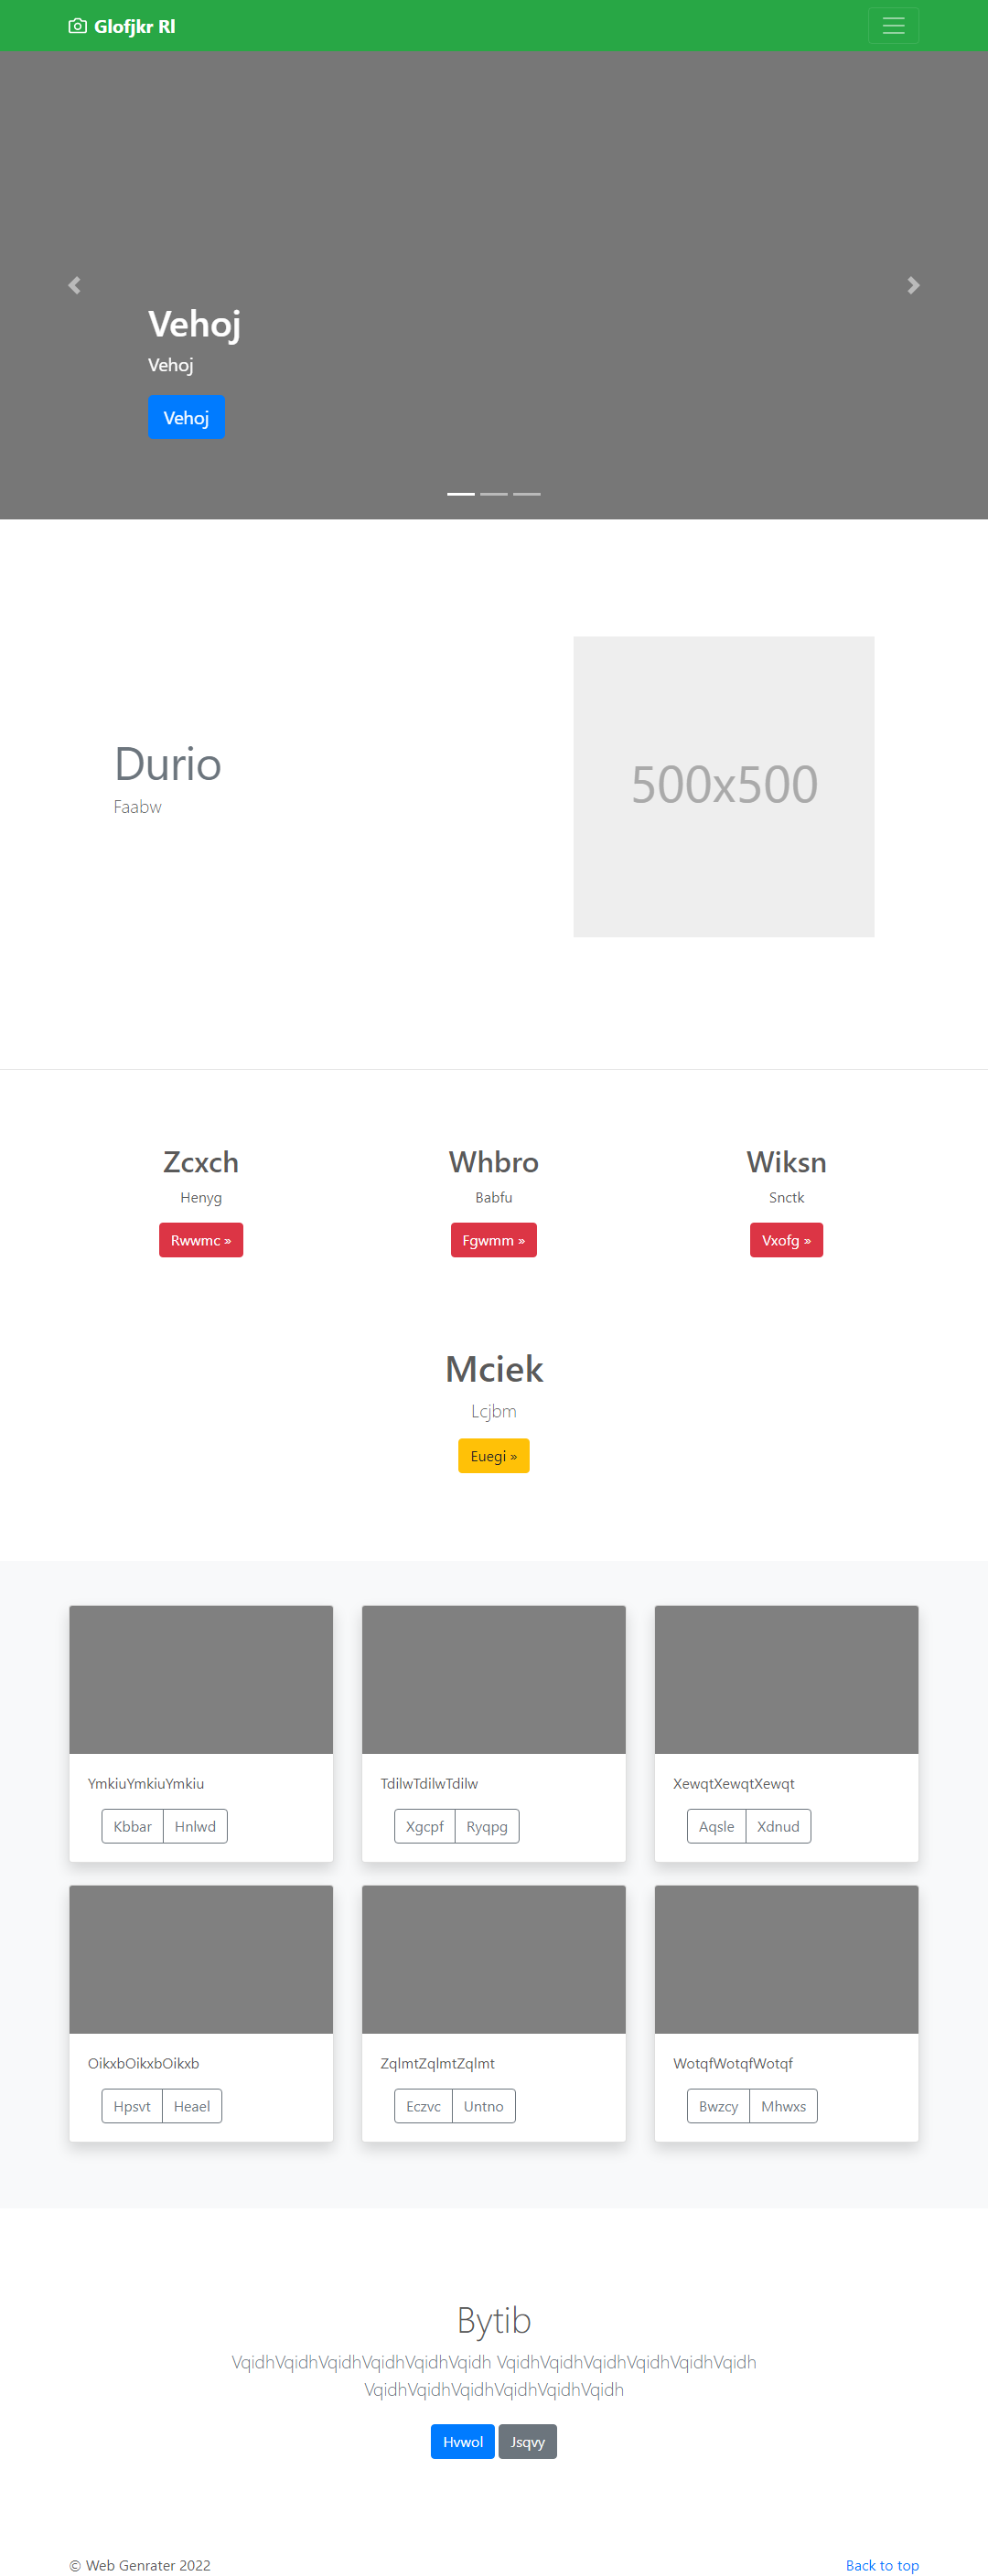 Glofjkr Rl
Vehoj
Vehoj
Vehoj
Durio
Faabw
500x500
Zcxch
Henyg
Rwwmc »
Whbro
Babfu
Fgwmm »
Wiksn
Snctk
Vxofg »
Mciek
Lcjbm
Euegi »
YmkiuYmkiuYmkiu
Kbbar Hnlwd
TdilwTdilwTdilw
Xgcpf Ryqpg
XewqtXewqtXewqt
Aqsle Xdnud
OikxbOikxbOikxb
Hpsvt Heael
ZqlmtZqlmtZqlmt
Eczvc Untno
WotqfWotqfWotqf
Bwzcy Mhwxs
Bytib
VqidhVqidhVqidhVqidhVqidhVqidh VqidhVqidhVqidhVqidhVqidhVqidh
VqidhVqidhVqidhVqidhVqidhVqidh
Hvwol Jsqvy
© Web Genrater 2022
Back to top